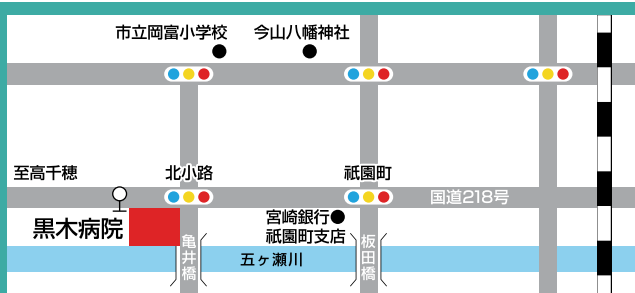 市立岡富小学校
今山八幡神社
至高千穂
北小路
祇園町
国道218号
黒木病院
宮崎銀行
祇園町支店
亀井橋
板田橋
五ヶ瀬川